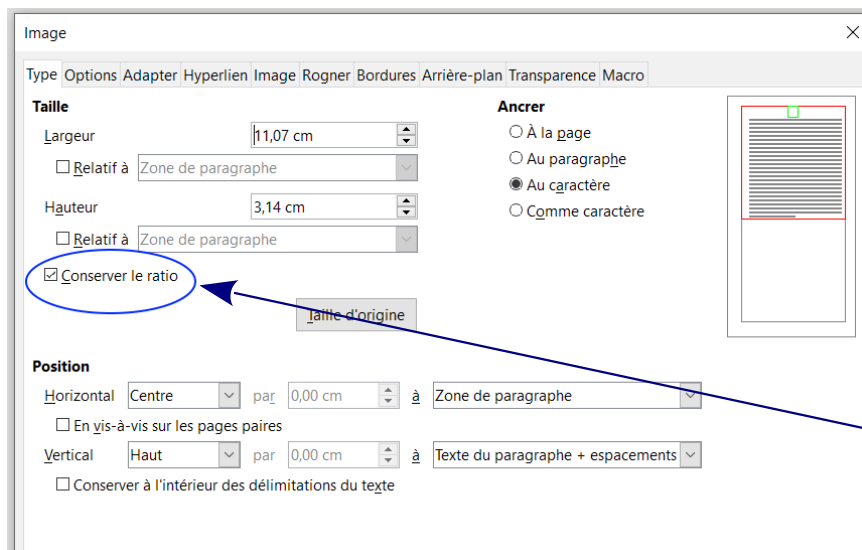 Image
Type Options Adapter Hyperlien Image Rogner Bordures Arrière-plan Transparence Macro
Taille
Largeur 11,07 cm
Relatif à Zone de paragraphe
Hauteur 3,14 cm
Relatif à Zone de paragraphe
Conserver le ratio
Taille d'origine
Ancrer
À la page
Au paragraphe
Au caractère
Comme caractère
Position
Horizontal Centre par 0,00 cm à Zone de paragraphe
En vis-à-vis sur les pages paires
Vertical Haut par 0,00 cm à Texte du paragraphe + espacements
Conserver à l'intérieur des délimitations du texte